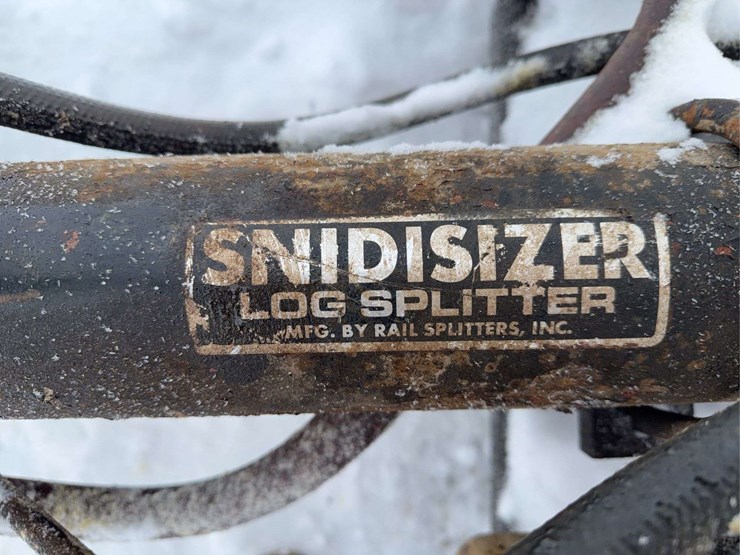 SNIDISIZER
LOG SPLITTER
MFG. BY RAIL SPLITTERS, INC.